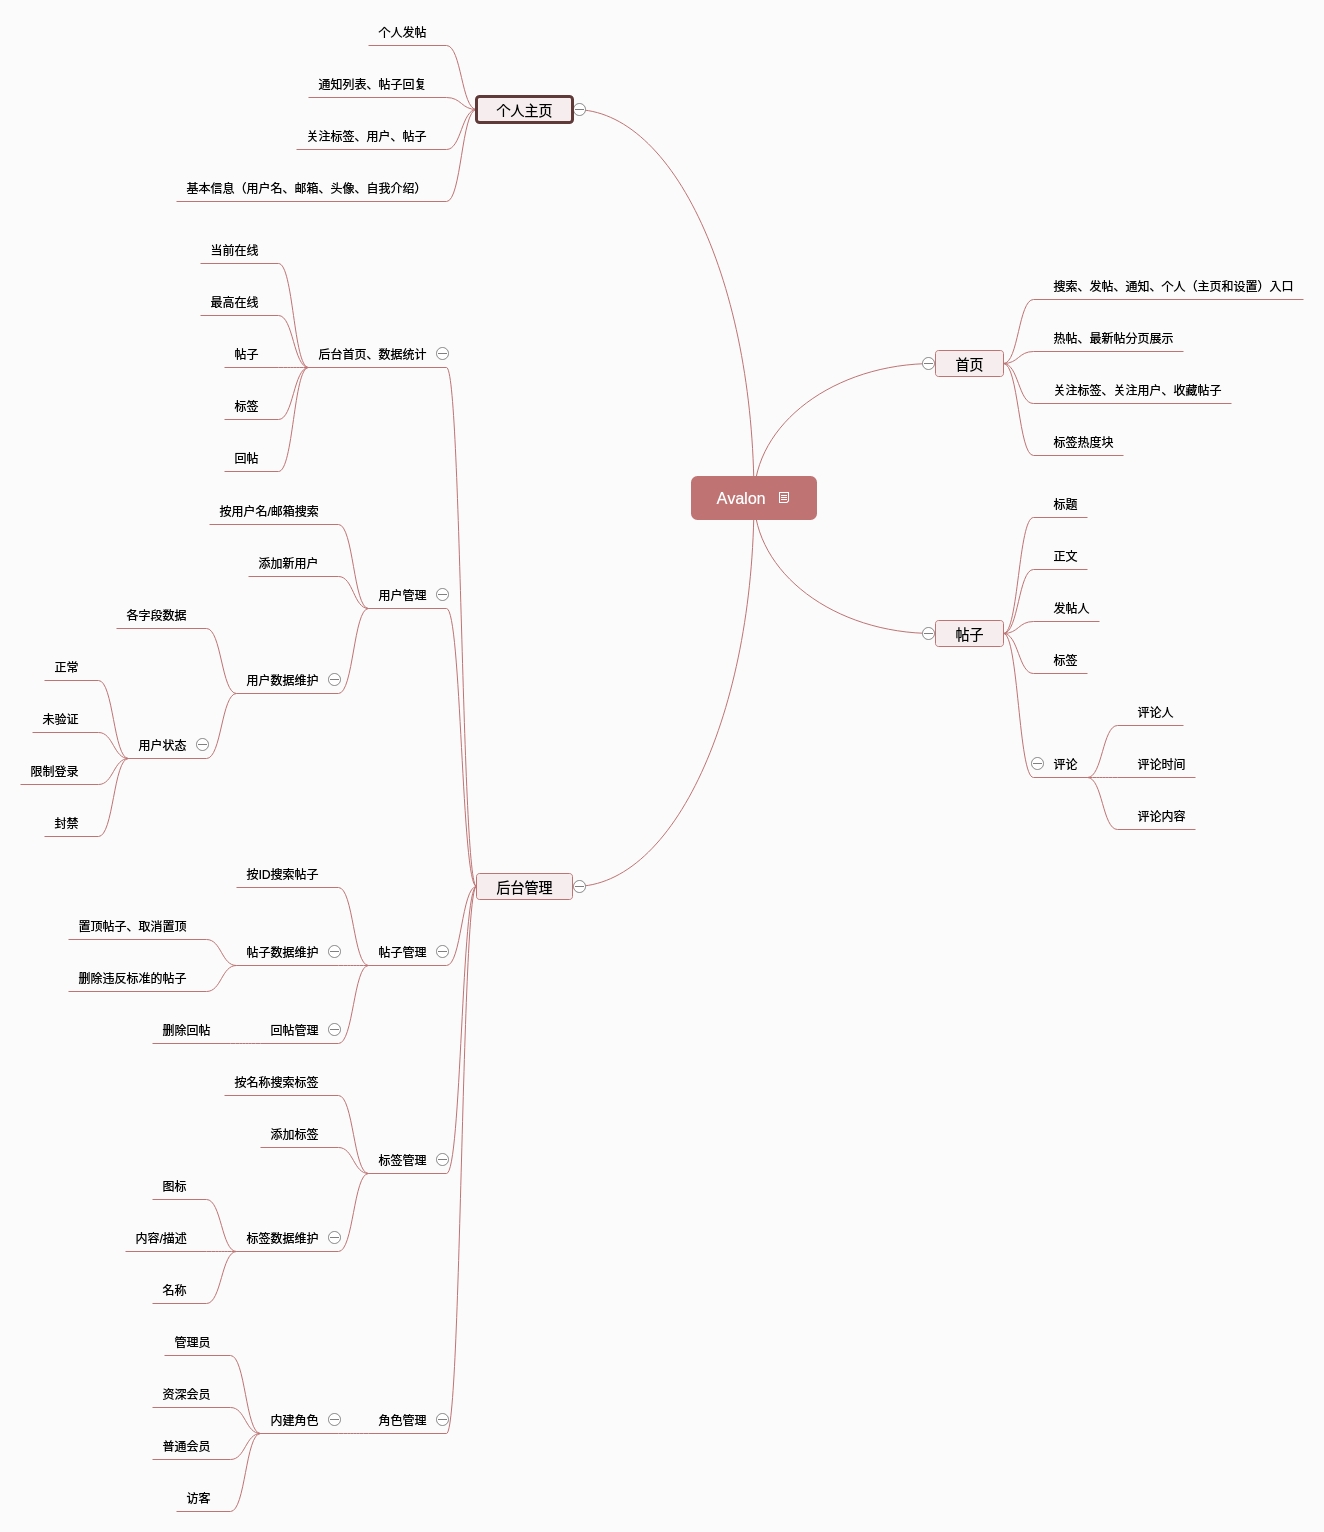 Avalon
首页
搜索、发帖、通知、个人（主页和设置）入口
热帖、最新帖分页展示
关注标签、关注用户、收藏帖子
标签热度块
帖子
标题
正文
发帖人
标签
评论
评论人
评论时间
评论内容
个人主页
个人发帖
通知列表、帖子回复
关注标签、用户、帖子
基本信息（用户名、邮箱、头像、自我介绍）
后台管理
后台首页、数据统计
当前在线
最高在线
帖子
标签
回帖
用户管理
按用户名/邮箱搜索
添加新用户
用户数据维护
各字段数据
用户状态
正常
未验证
限制登录
封禁
帖子管理
按ID搜索帖子
帖子数据维护
置顶帖子、取消置顶
删除违反标准的帖子
回帖管理
删除回帖
标签管理
按名称搜索标签
添加标签
标签数据维护
图标
内容/描述
名称
角色管理
内建角色
管理员
资深会员
普通会员
访客